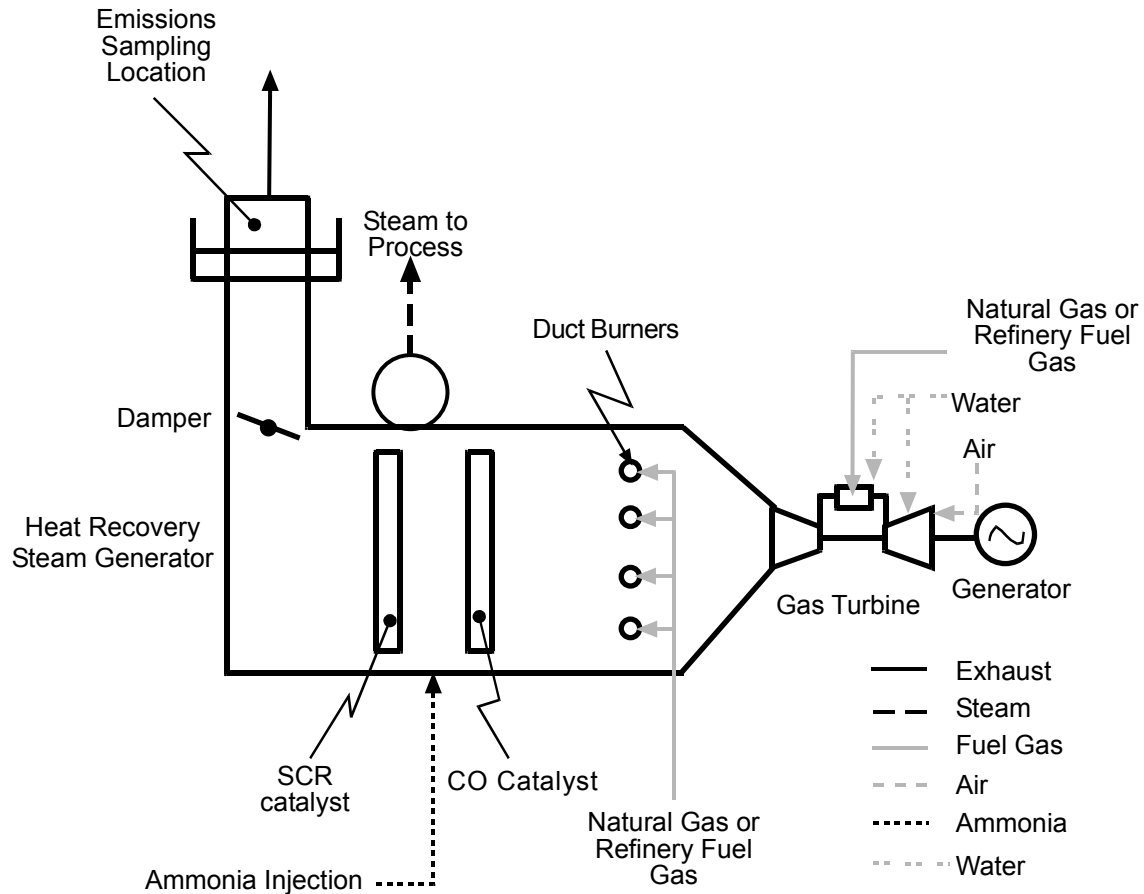 Emissions
Sampling
Location
Steam to
Process
Natural Gas or
Refinery Fuel
Gas
Duct Burners
Water
Damper
Air
Heat Recovery
Steam Generator
Generator
Gas Turbine
Exhaust
Steam
Fuel Gas
Air
Ammonia
Water
SCR
catalyst
CO Catalyst
Natural Gas or
Refinery Fuel
Gas
Ammonia Injection